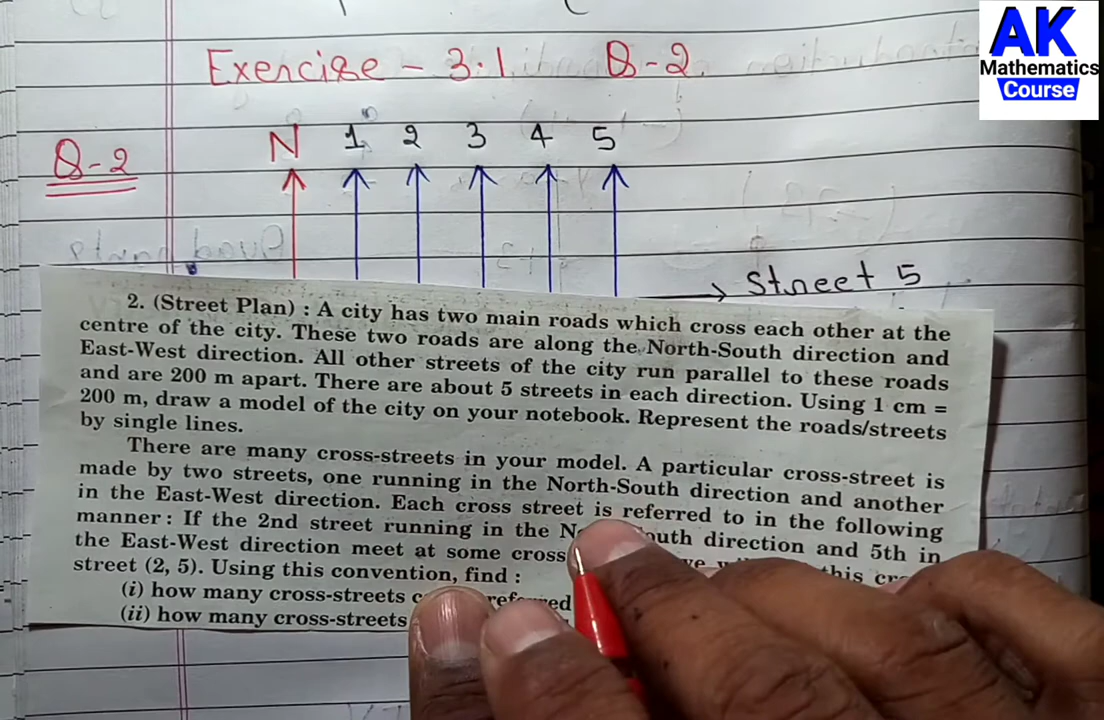 Exercise - 3.1 Q-2.
AK
Mathematics
Course
N 1 2 3 4 5
Q-2
Street 5
2. (Street Plan) : A city has two main roads which cross each other at the
centre of the city. These two roads are along the North-South direction and
East-West direction. All other streets of the city run parallel to these roads
and are 200 m apart. There are about 5 streets in each direction. Using 1 cm =
200 m, draw a model of the city on your notebook. Represent the roads/streets
by single lines.
There are many cross-streets in your model. A particular cross-street is
made by two streets, one running in the North-South direction and another
in the East-West direction. Each cross street is referred to in the following
manner: If the 2nd street running in the direction and 5th in
the East-West direction meet at some cross this
street (2, 5). Using this convention, find :
(i) how many cross-streets
(ii) how many cross-streets